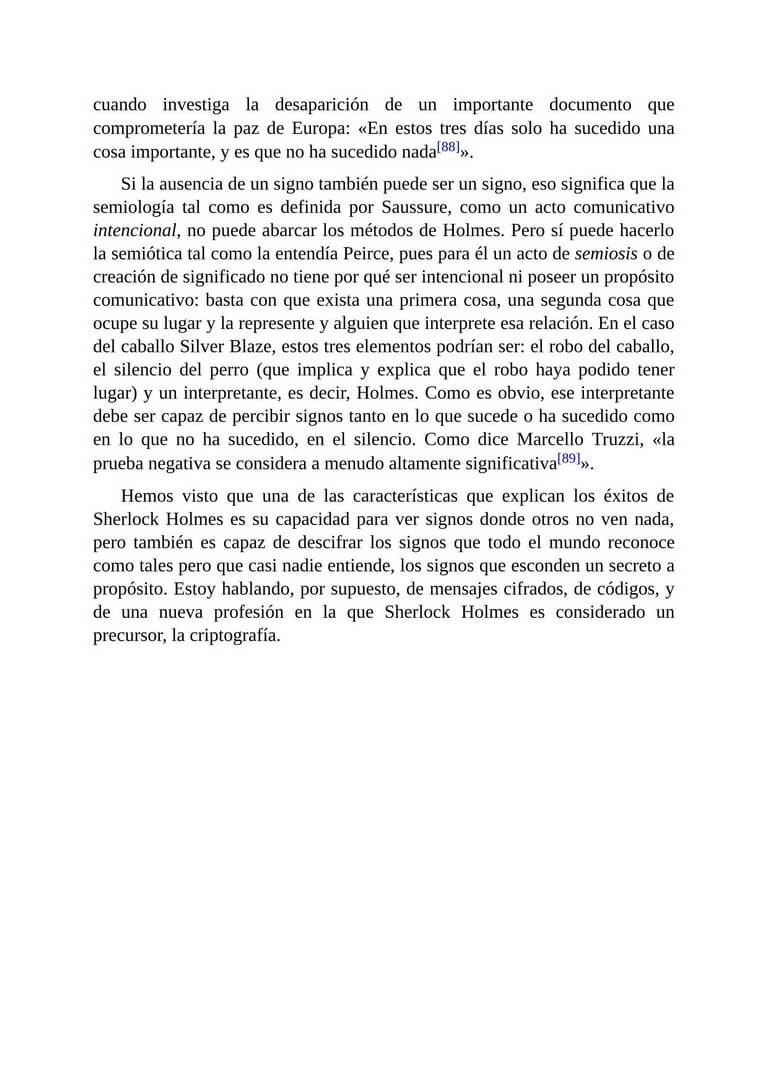 cuando investiga la desaparición de un importante documento que
comprometería la paz de Europa: «En estos tres días solo ha sucedido una
cosa importante, y es que no ha sucedido nada[88]».
Si la ausencia de un signo también puede ser un signo, eso significa que la
semiología tal como es definida por Saussure, como un acto comunicativo
intencional, no puede abarcar los métodos de Holmes. Pero sí puede hacerlo
la semiótica tal como la entendía Peirce, pues para él un acto de semiosis o de
creación de significado no tiene por qué ser intencional ni poseer un propósito
comunicativo: basta con que exista una primera cosa, una segunda cosa que
ocupe su lugar y la represente y alguien que interprete esa relación. En el caso
del caballo Silver Blaze, estos tres elementos podrían ser: el robo del caballo,
el silencio del perro (que implica y explica que el robo haya podido tener
lugar) y un interpretante, es decir, Holmes. Como es obvio, ese interpretante
debe ser capaz de percibir signos tanto en lo que sucede o ha sucedido como
en lo que no ha sucedido, en el silencio. Como dice Marcello Truzzi, «la
prueba negativa se considera a menudo altamente significativa[89]».
Hemos visto que una de las características que explican los éxitos de
Sherlock Holmes es su capacidad para ver signos donde otros no ven nada,
pero también es capaz de descifrar los signos que todo el mundo reconoce
como tales pero que casi nadie entiende, los signos que esconden un secreto a
propósito. Estoy hablando, por supuesto, de mensajes cifrados, de códigos, y
de una nueva profesión en la que Sherlock Holmes es considerado un
precursor, la criptografía.